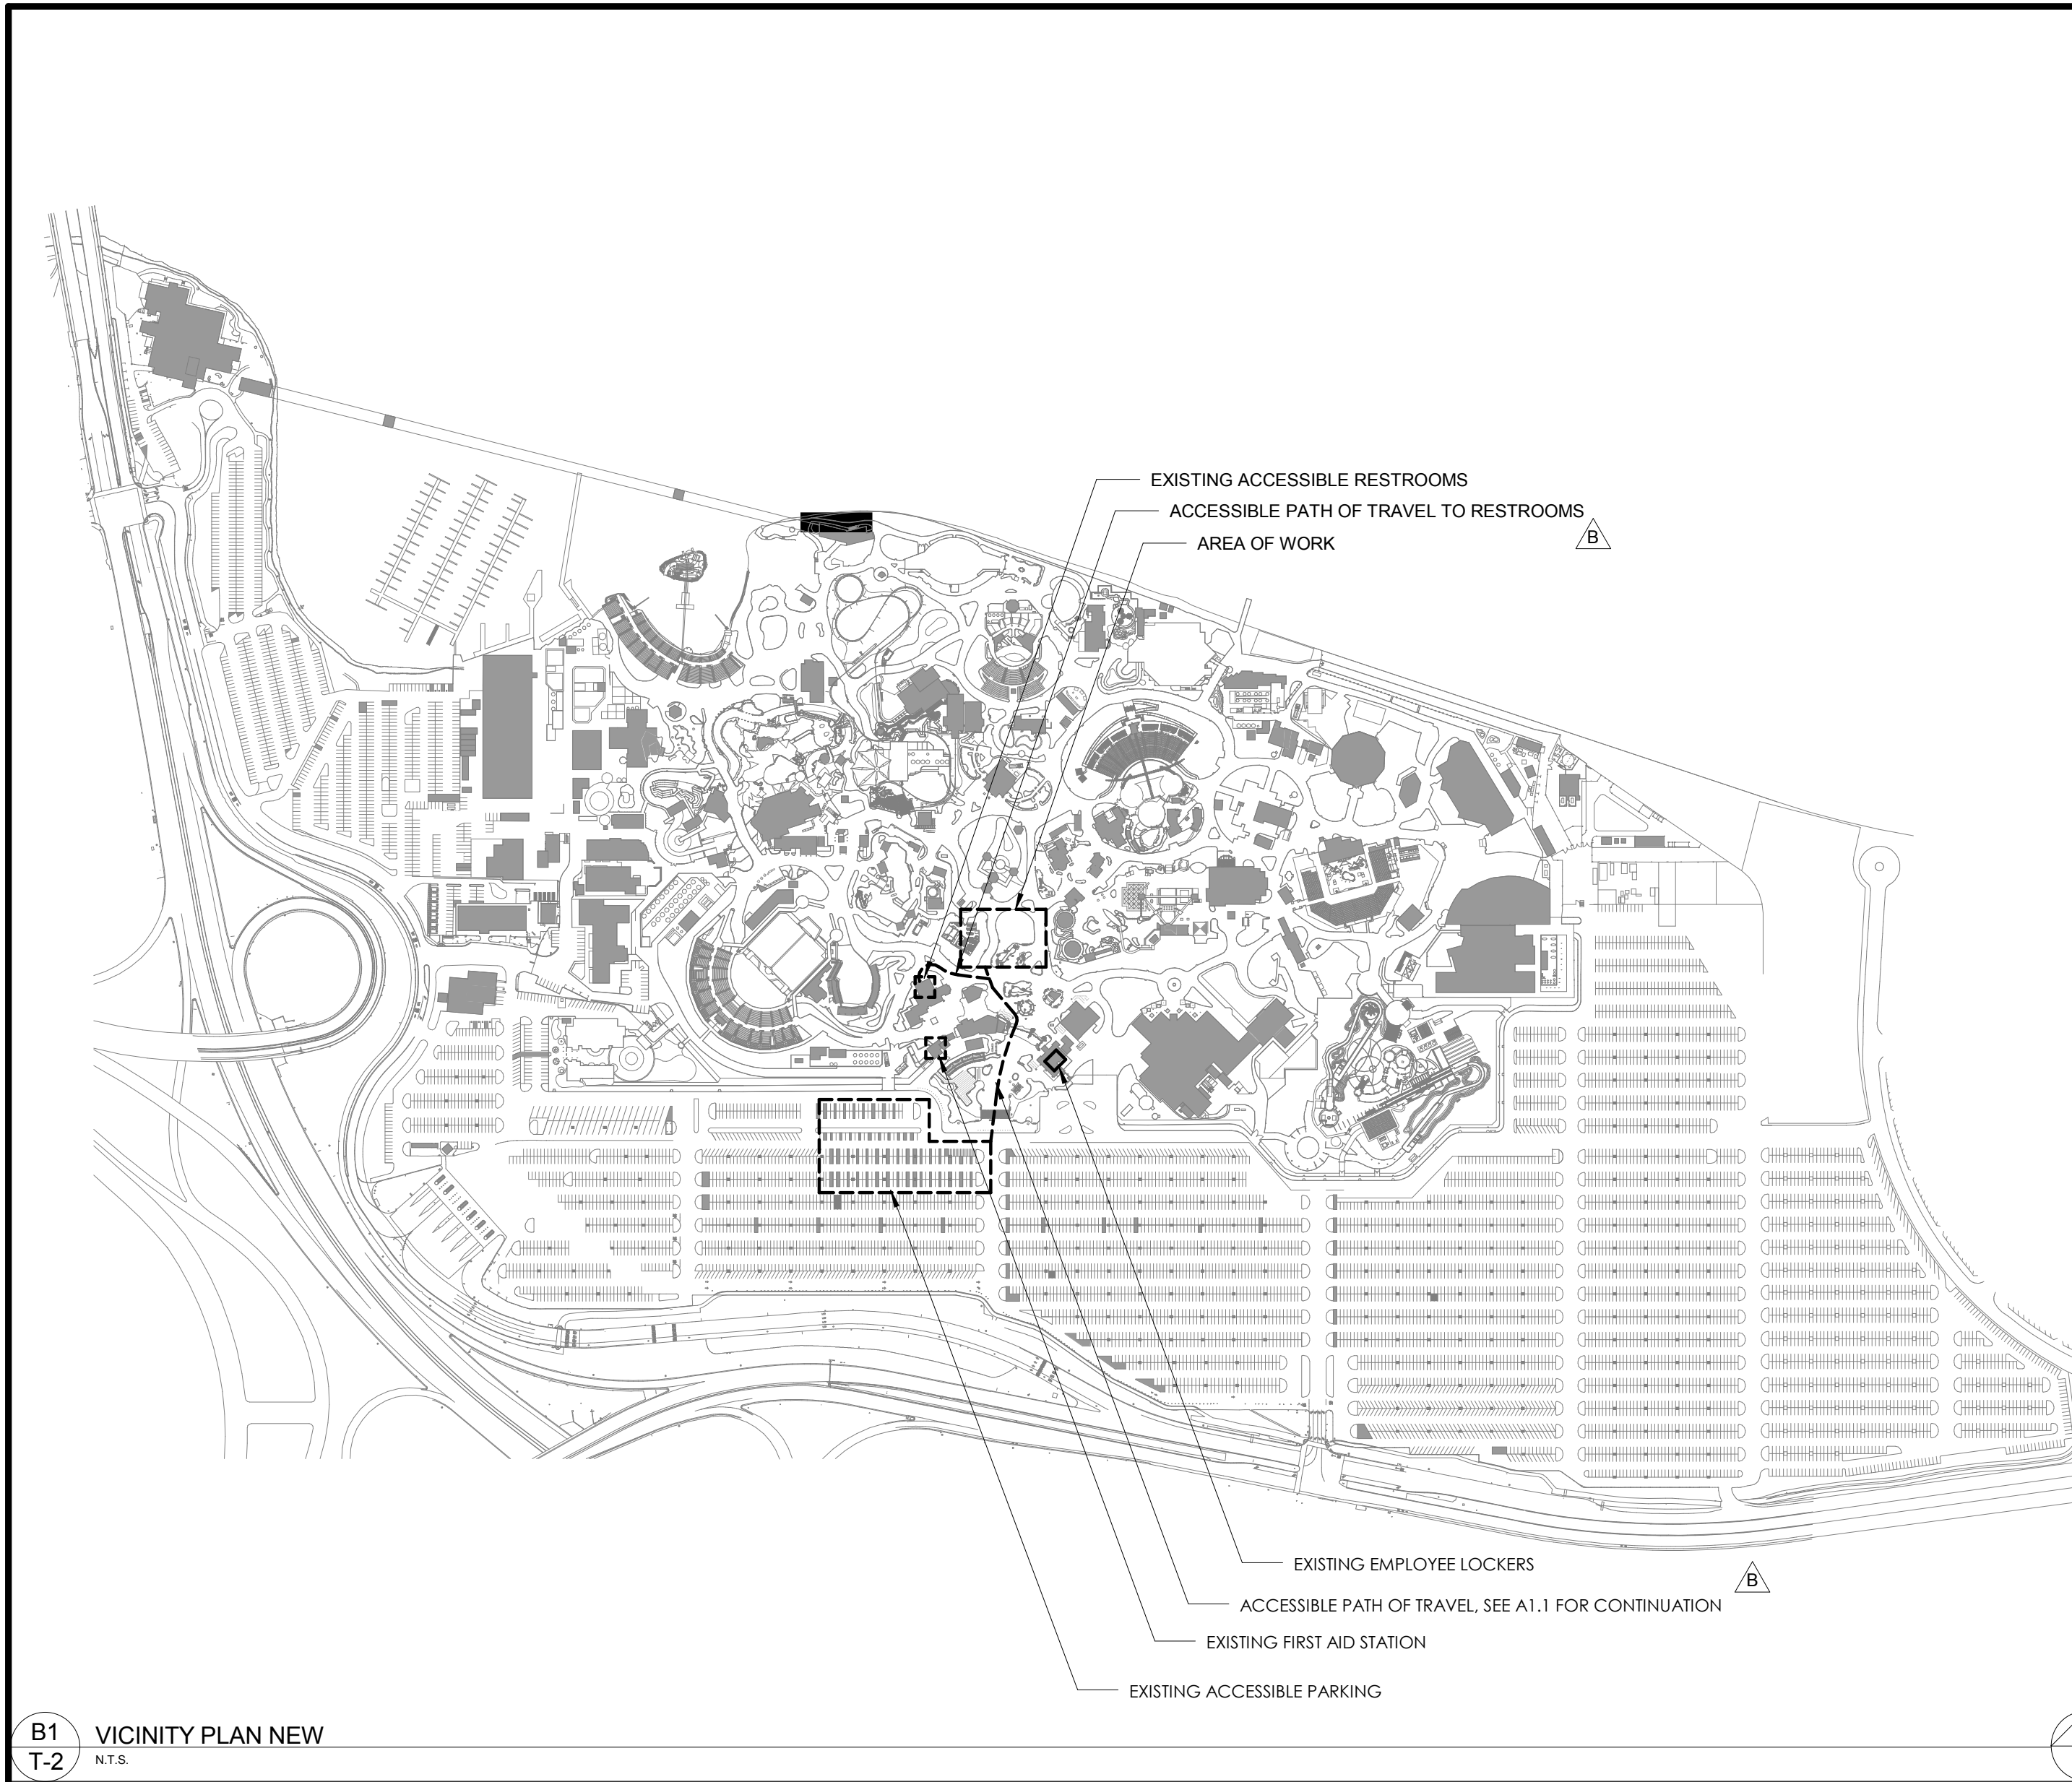 EXISTING ACCESSIBLE RESTROOMS
ACCESSIBLE PATH OF TRAVEL TO RESTROOMS
B
AREA OF WORK
EXISTING EMPLOYEE LOCKERS
B
ACCESSIBLE PATH OF TRAVEL, SEE A1.1 FOR CONTINUATION
EXISTING FIRST AID STATION
EXISTING ACCESSIBLE PARKING
B1
VICINITY PLAN NEW
T-2
N.T.S.